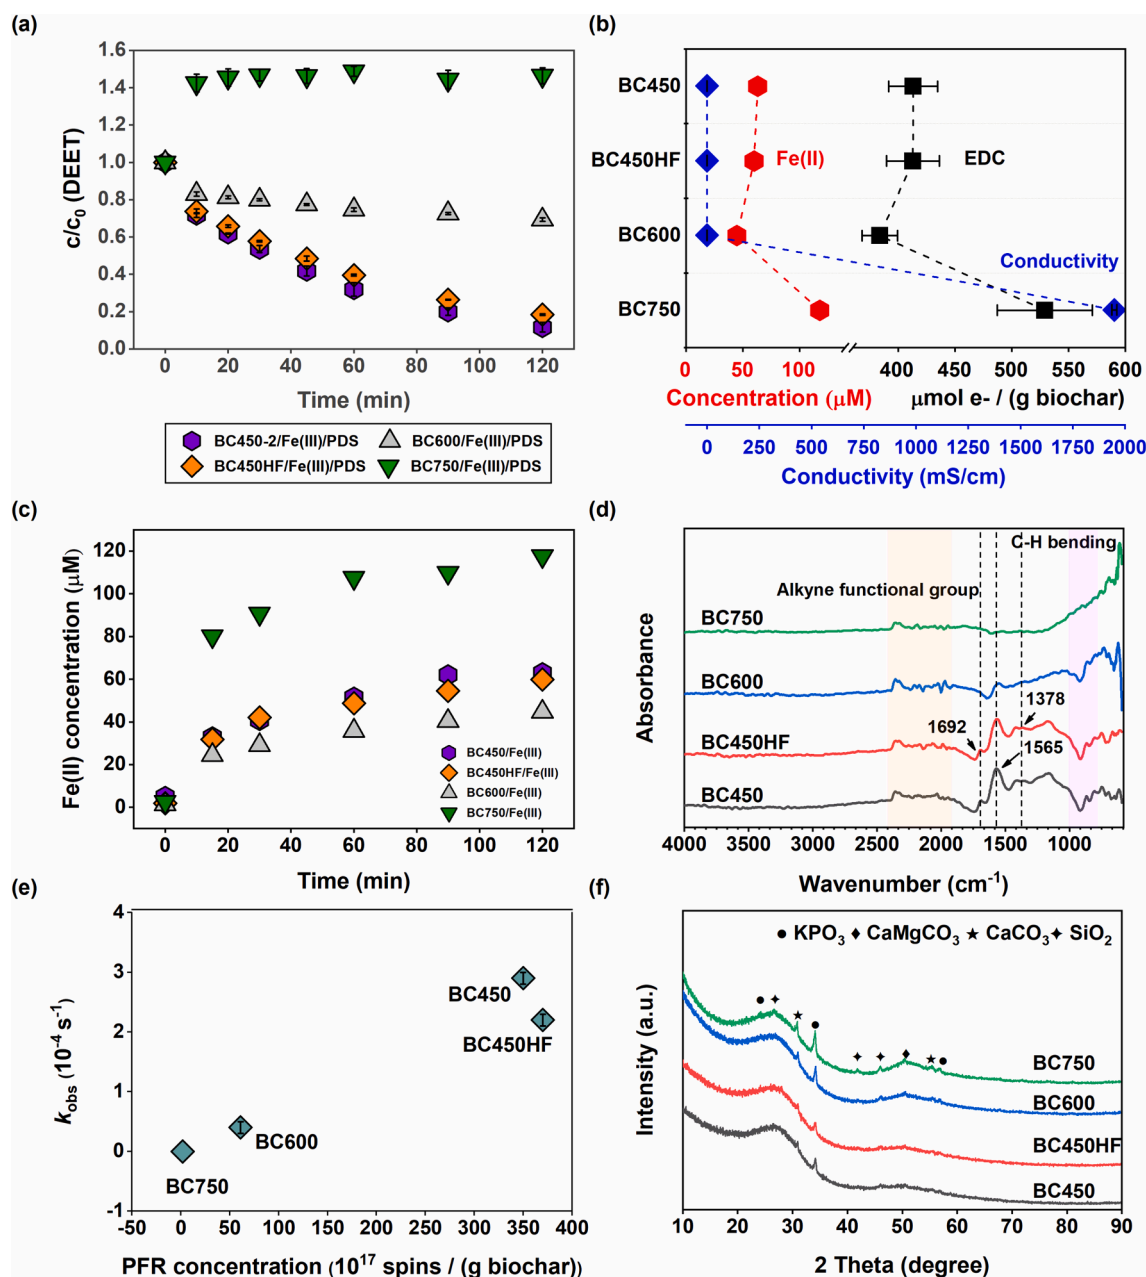 (a)
1.6
1.4
1.2
1.0
0.8
0.6
0.4
0.2
0.0
c/c₀ (DEET)
0 20 40 60 80 100 120
Time (min)
BC450-2/Fe(III)/PDS BC600/Fe(III)/PDS
BC450HF/Fe(III)/PDS BC750/Fe(III)/PDS
(b)
BC450
BC450HF
BC600
BC750
Fe(II)
EDC
Conductivity
0 50 100 400 500 600
Concentration (μM) μmol e- / (g biochar)
0 250 500 750 1000 1250 1500 1750 2000
Conductivity (mS/cm)
(c)
120
100
80
60
40
20
0
Fe(II) concentration (μM)
BC450/Fe(III)
BC450HF/Fe(III)
BC600/Fe(III)
BC750/Fe(III)
0 20 40 60 80 100 120
Time (min)
(d)
C-H bending
Alkyne functional group
BC750
BC600
1378
1692
BC450HF
1565
BC450
Absorbance
4000 3500 3000 2500 2000 1500 1000
Wavenumber (cm⁻¹)
(e)
4
3
2
1
0
-1
k_obs (10⁻⁴ s⁻¹)
BC450
BC450HF
BC600
BC750
-50 0 50 100 150 200 250 300 350 400
PFR concentration (10¹⁷ spins / (g biochar))
(f)
● KPO₃ ♦ CaMgCO₃ ★ CaCO₃ ✦ SiO₂
BC750
BC600
BC450HF
BC450
Intensity (a.u.)
10 20 30 40 50 60 70 80 90
2 Theta (degree)